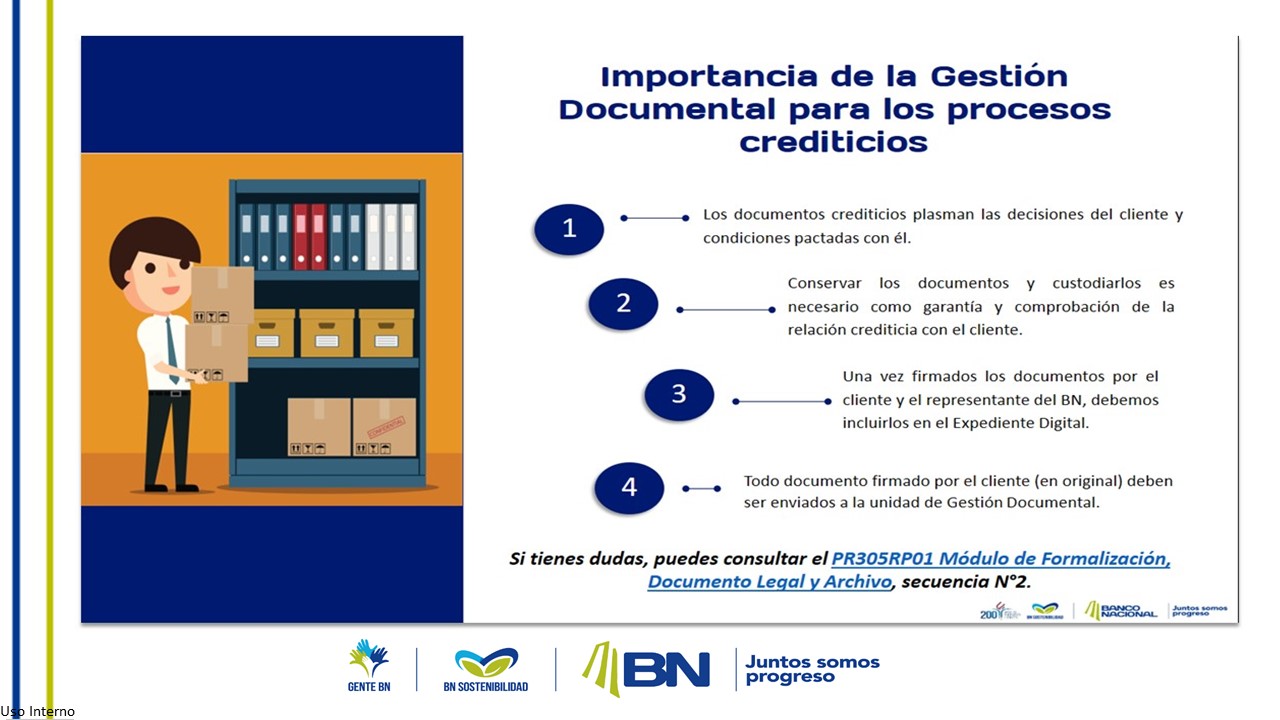 Importancia de la Gestión
Documental para los procesos
crediticios
1
Los documentos crediticios plasman las decisiones del cliente y
condiciones pactadas con él.
2
Conservar los documentos y custodiarlos es
necesario como garantía y comprobación de la
relación crediticia con el cliente.
3
Una vez firmados los documentos por el
cliente y el representante del BN, debemos
incluirlos en el Expediente Digital.
4
Todo documento firmado por el cliente (en original) deben
ser enviados a la unidad de Gestión Documental.
CONFIDENTIAL
Si tienes dudas, puedes consultar el PR305RP01 Módulo de Formalización,
Documento Legal y Archivo, secuencia N°2.
200
BN SOSTENIBILIDAD
BANCO
NACIONAL
Juntos somos
progreso
GENTE BN
BN SOSTENIBILIDAD
BN
Juntos somos
progreso
Uso Interno